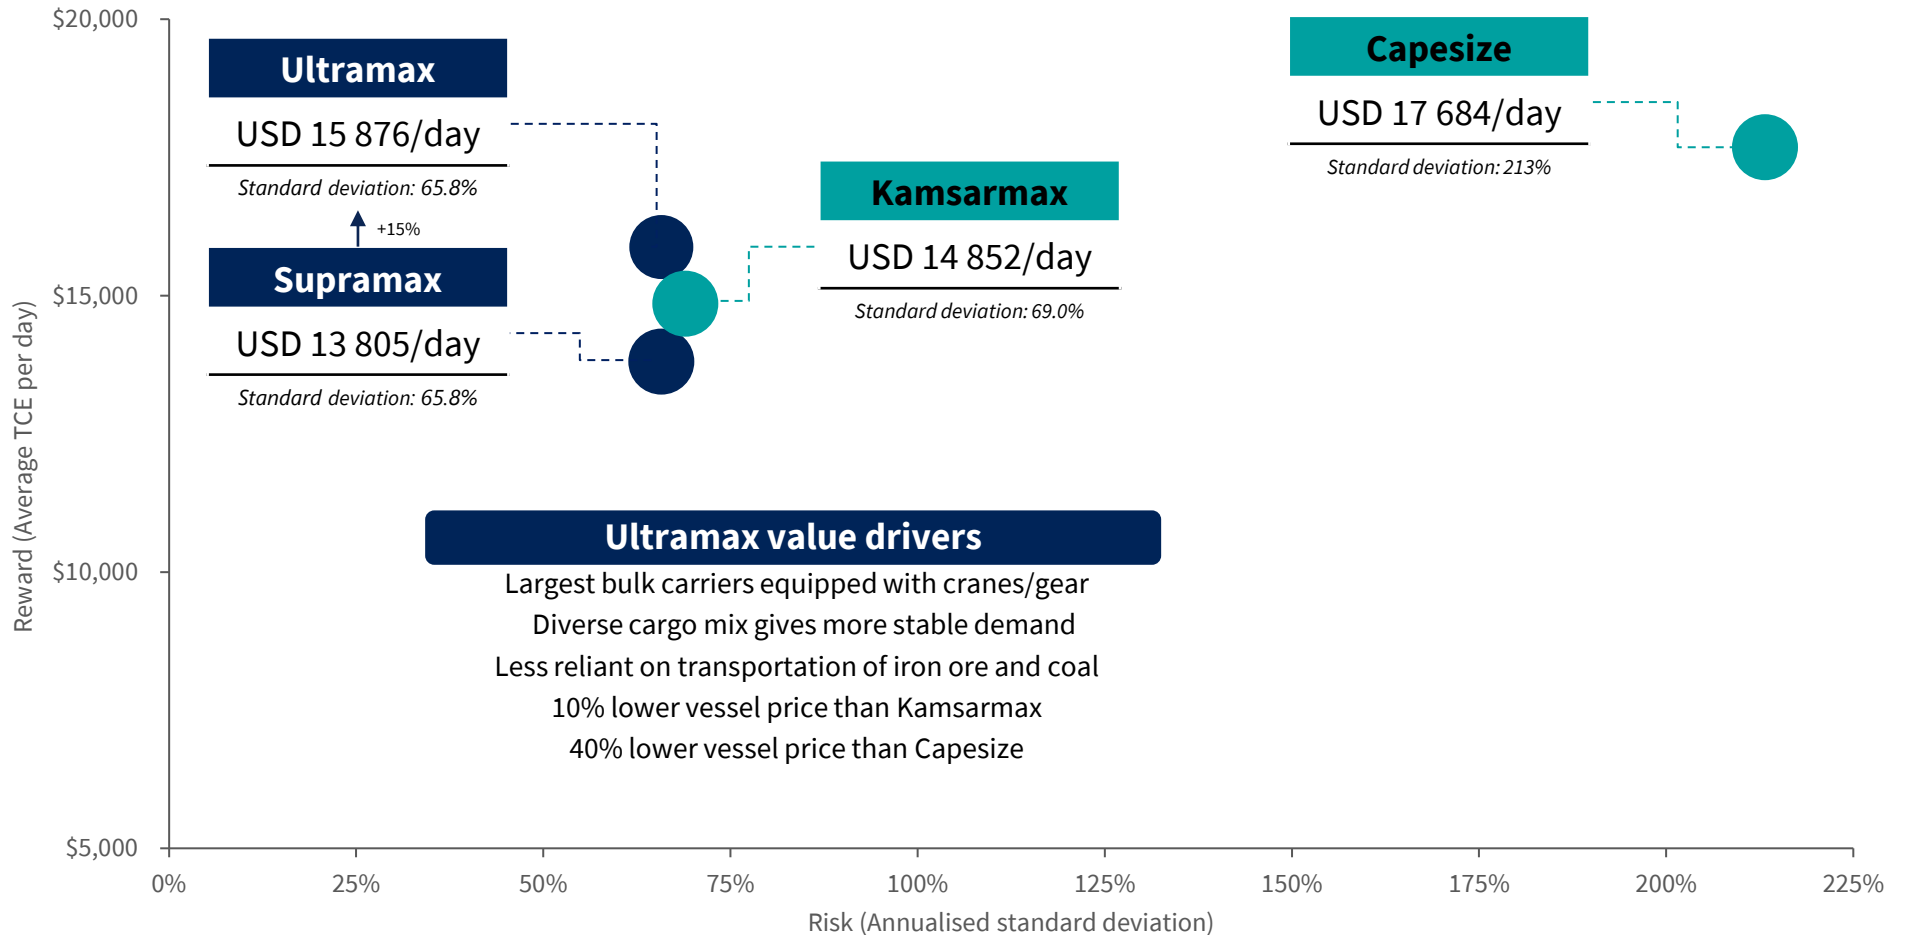 $20,000
$15,000
$10,000
$5,000
Reward (Average TCE per day)
Ultramax
USD 15 876/day
Standard deviation: 65.8%
+15%
Supramax
USD 13 805/day
Standard deviation: 65.8%
Kamsarmax
USD 14 852/day
Standard deviation: 69.0%
Capesize
USD 17 684/day
Standard deviation: 213%
Ultramax value drivers
Largest bulk carriers equipped with cranes/gear
Diverse cargo mix gives more stable demand
Less reliant on transportation of iron ore and coal
10% lower vessel price than Kamsarmax
40% lower vessel price than Capesize
0% 25% 50% 75% 100% 125% 150% 175% 200% 225%
Risk (Annualised standard deviation)